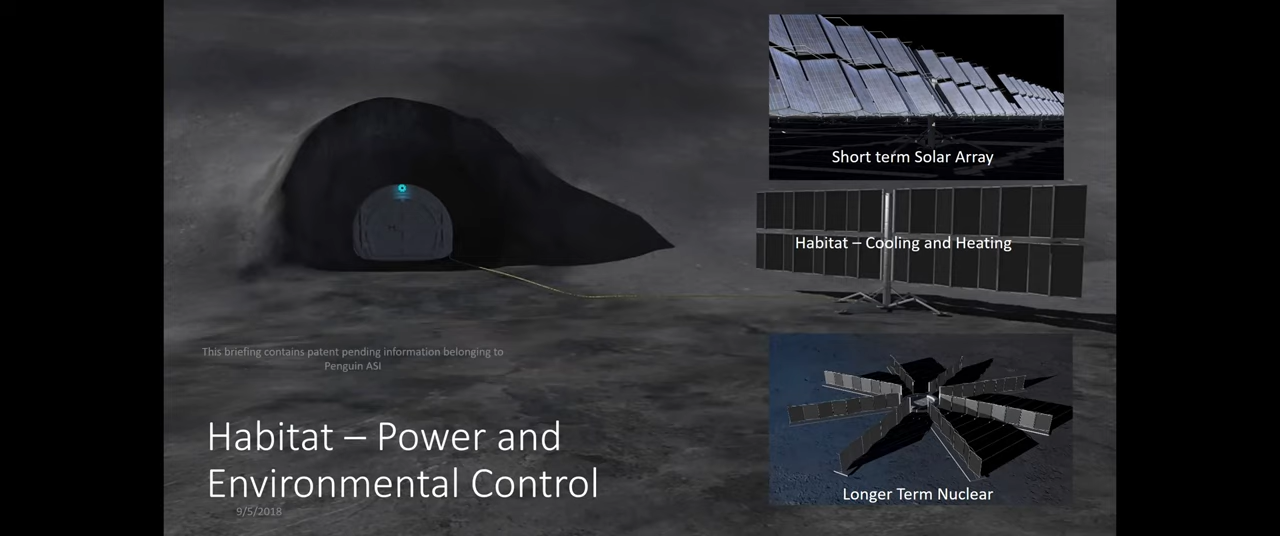 Short term Solar Array
Habitat – Cooling and Heating
This briefing contains patent pending information belonging to
Penguin ASI
Habitat – Power and
Environmental Control
9/5/2018
Longer Term Nuclear